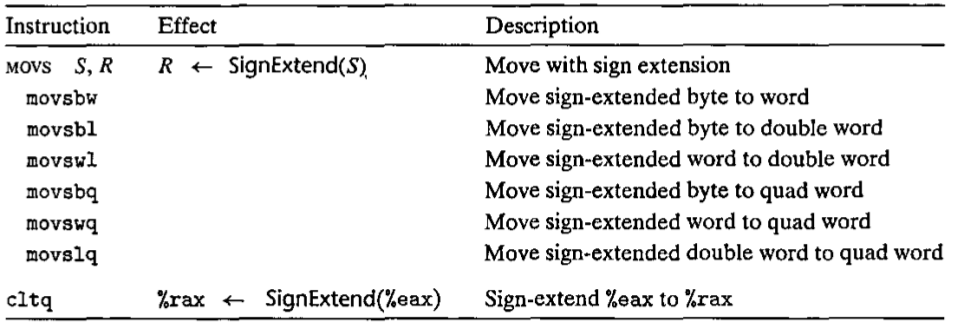 Instruction Effect Description
MOVS S, R R ← SignExtend(S) Move with sign extension
movsbw Move sign-extended byte to word
movsbl Move sign-extended byte to double word
movswl Move sign-extended word to double word
movsbq Move sign-extended byte to quad word
movswq Move sign-extended word to quad word
movslq Move sign-extended double word to quad word
cltq %rax ← SignExtend(%eax) Sign-extend %eax to %rax